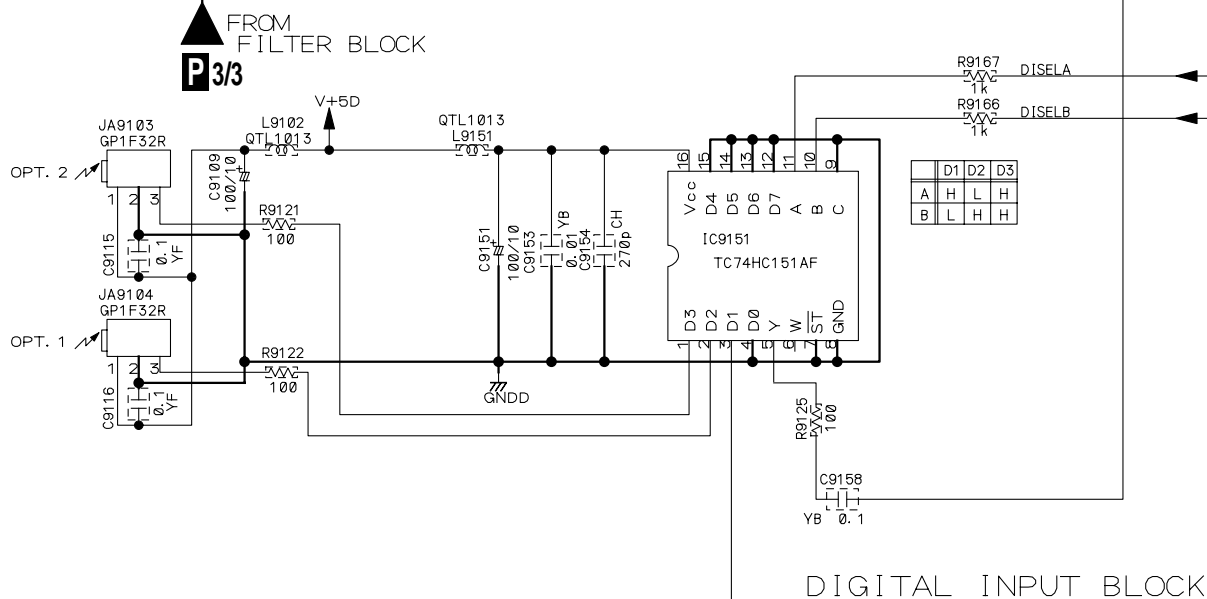 FROM
FILTER BLOCK
P 3/3
V+5D
JA9103
GP1F32R
OPT. 2
1 2 3
C9115
0.1
YF
L9102
QTL1013
C9109
100/10
+
R9121
100
JA9104
GP1F32R
OPT. 1
1 2 3
C9116
0.1
YF
R9122
100
QTL1013
L9151
C9151
100/10
+
C9153
0.01
YB
C9154
270p
CH
GNDD
16 15 14 13 12 11 10 9
Vcc D4 D5 D6 D7 A B C
IC9151
TC74HC151AF
D3 D2 D1 D0 Y W ST GND
1 2 3 4 5 6 7 8
R9167
1k
DISELA
R9166
1k
DISELB
D1 D2 D3
A H L H
B L H H
R9125
100
C9158
YB 0.1
DIGITAL INPUT BLOCK